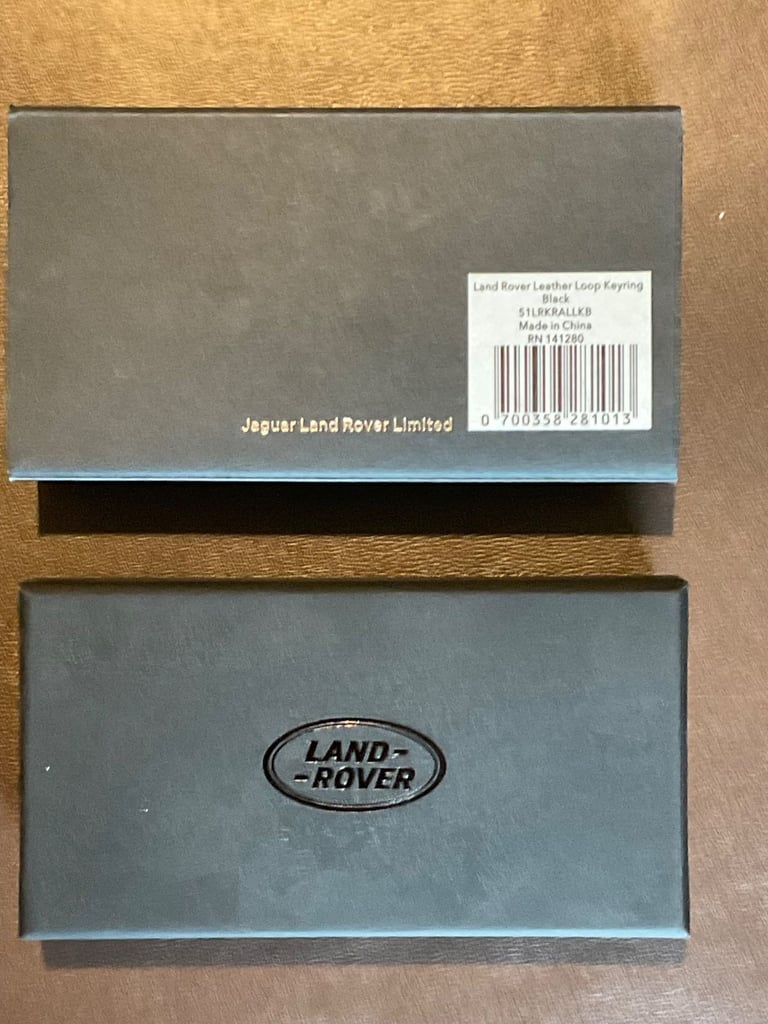 Land Rover Leather Loop Keyring
Black
51LRKRALLKB
Made in China
RN 141280
0 700358 281013
Jaguar Land Rover Limited
LAND-
-ROVER